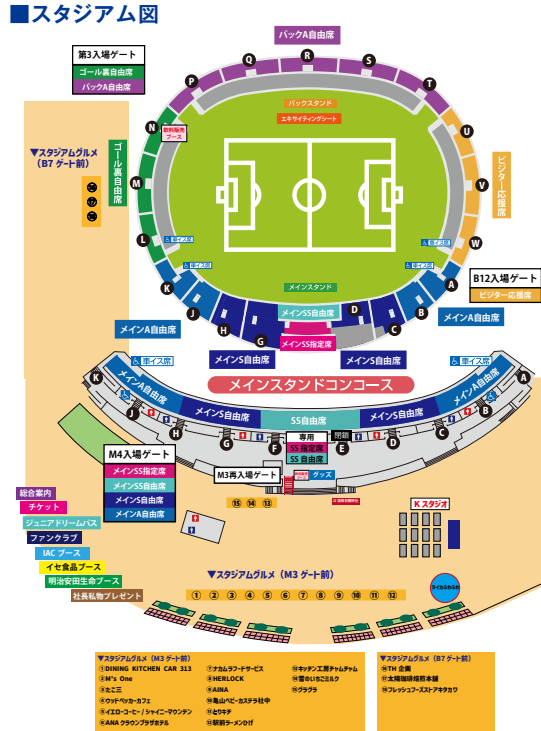 ■スタジアム図
バックA自由席
第3入場ゲート
ゴール裏自由席
バックA自由席
P
Q
R
S
T
バックスタンド
エキサイティングシート
N
飲料販売
ブース
U
▼スタジアムグルメ
（B7 ゲート前）
ゴール裏自由席
ビジター応援席
M
V
⑯
⑰
⑱
L
W
車イス席
車イス席
車イス席
車イス席
K
A
B12入場ゲート
ビジター応援席
メインスタンド
J
メインSS自由席
D
B
メインA自由席
H
G
メインSS指定席
C
メインA自由席
メインS自由席
メインS自由席
メインスタンドコンコース
車イス席
車イス席
K
A
メインA自由席
メインA自由席
J
メインS自由席
SS自由席
メインS自由席
B
H
G
F
専用
SS 指定席
SS 自由席
閉鎖
E
D
C
M4入場ゲート
メインSS指定席
メインSS自由席
メインS自由席
メインA自由席
M3再入場ゲート
グッズ
総合案内
チケット
ジュニアドリームパス
ファンクラブ
IAC ブース
イセ食品ブース
明治安田生命ブース
社長私物プレゼント
⑮ ⑭ ⑬
K スタジオ
▼スタジアムグルメ（M3 ゲート前）
① ② ③ ④ ⑤ ⑥ ⑦ ⑧ ⑨ ⑩ ⑪ ⑫
▼スタジアムグルメ（M3 ゲート前）
①DINING KITCHEN CAR 313
②M's One
③たこ三
④ウッドペッカーカフェ
⑤イエローコーヒー / シャイニーマウンテン
⑥ANA クラウンプラザホテル
⑦ナカムラフードサービス
⑧HERLOCK
⑨AINA
⑩亀山ベビーカステラ社中
⑪とりキチ
⑫駅前ラーメンひげ
⑬キッチン工房チャムチャム
⑭雪のいちごミルク
⑮グラグラ
▼スタジアムグルメ（B7 ゲート前）
⑯TH 企画
⑰太陽珈琲焙煎本舗
⑱フレッシュフーズストアキタカワ